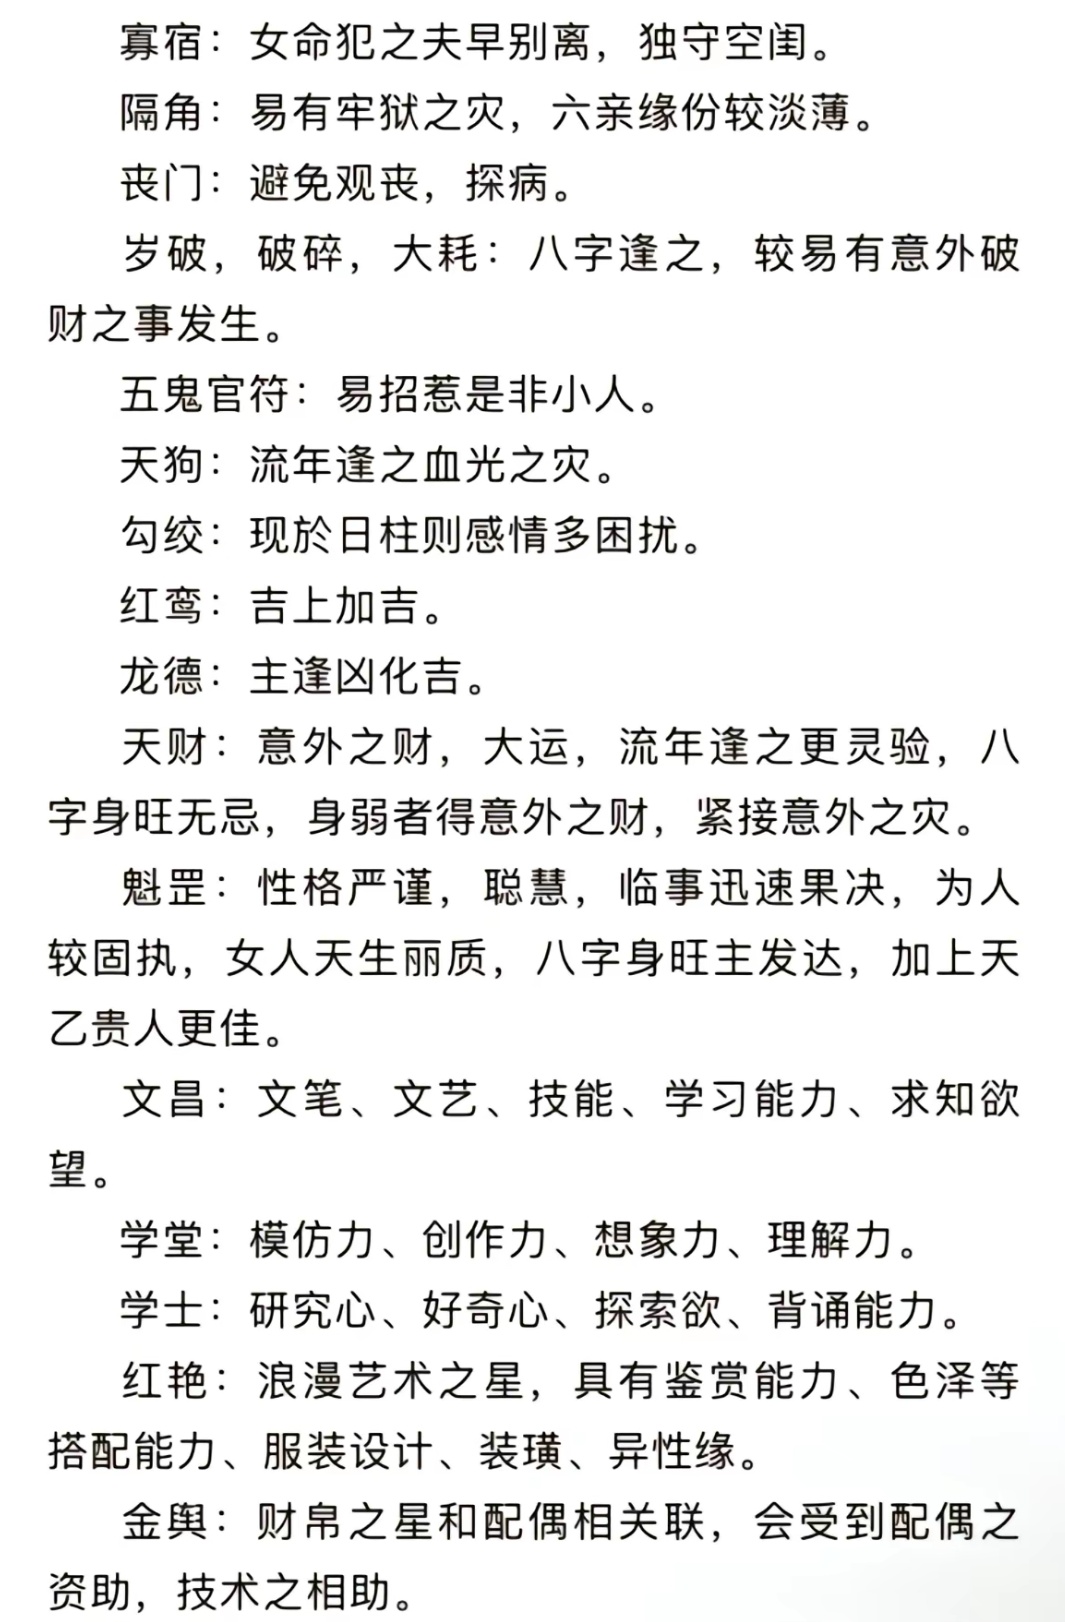 寡宿：女命犯之夫早别离，独守空闺。
隔角：易有牢狱之灾，六亲缘份较淡薄。
丧门：避免观丧，探病。
岁破，破碎，大耗：八字逢之，较易有意外破
财之事发生。
五鬼官符：易招惹是非小人。
天狗：流年逢之血光之灾。
勾绞：现於日柱则感情多困扰。
红鸾：吉上加吉。
龙德：主逢凶化吉。
天财：意外之财，大运，流年逢之更灵验，八
字身旺无忌，身弱者得意外之财，紧接意外之灾。
魁罡：性格严谨，聪慧，临事迅速果决，为人
较固执，女人天生丽质，八字身旺主发达，加上天
乙贵人更佳。
文昌：文笔、文艺、技能、学习能力、求知欲
望。
学堂：模仿力、创作力、想象力、理解力。
学士：研究心、好奇心、探索欲、背诵能力。
红艳：浪漫艺术之星，具有鉴赏能力、色泽等
搭配能力、服装设计、装璜、异性缘。
金舆：财帛之星和配偶相关联，会受到配偶之
资助，技术之相助。